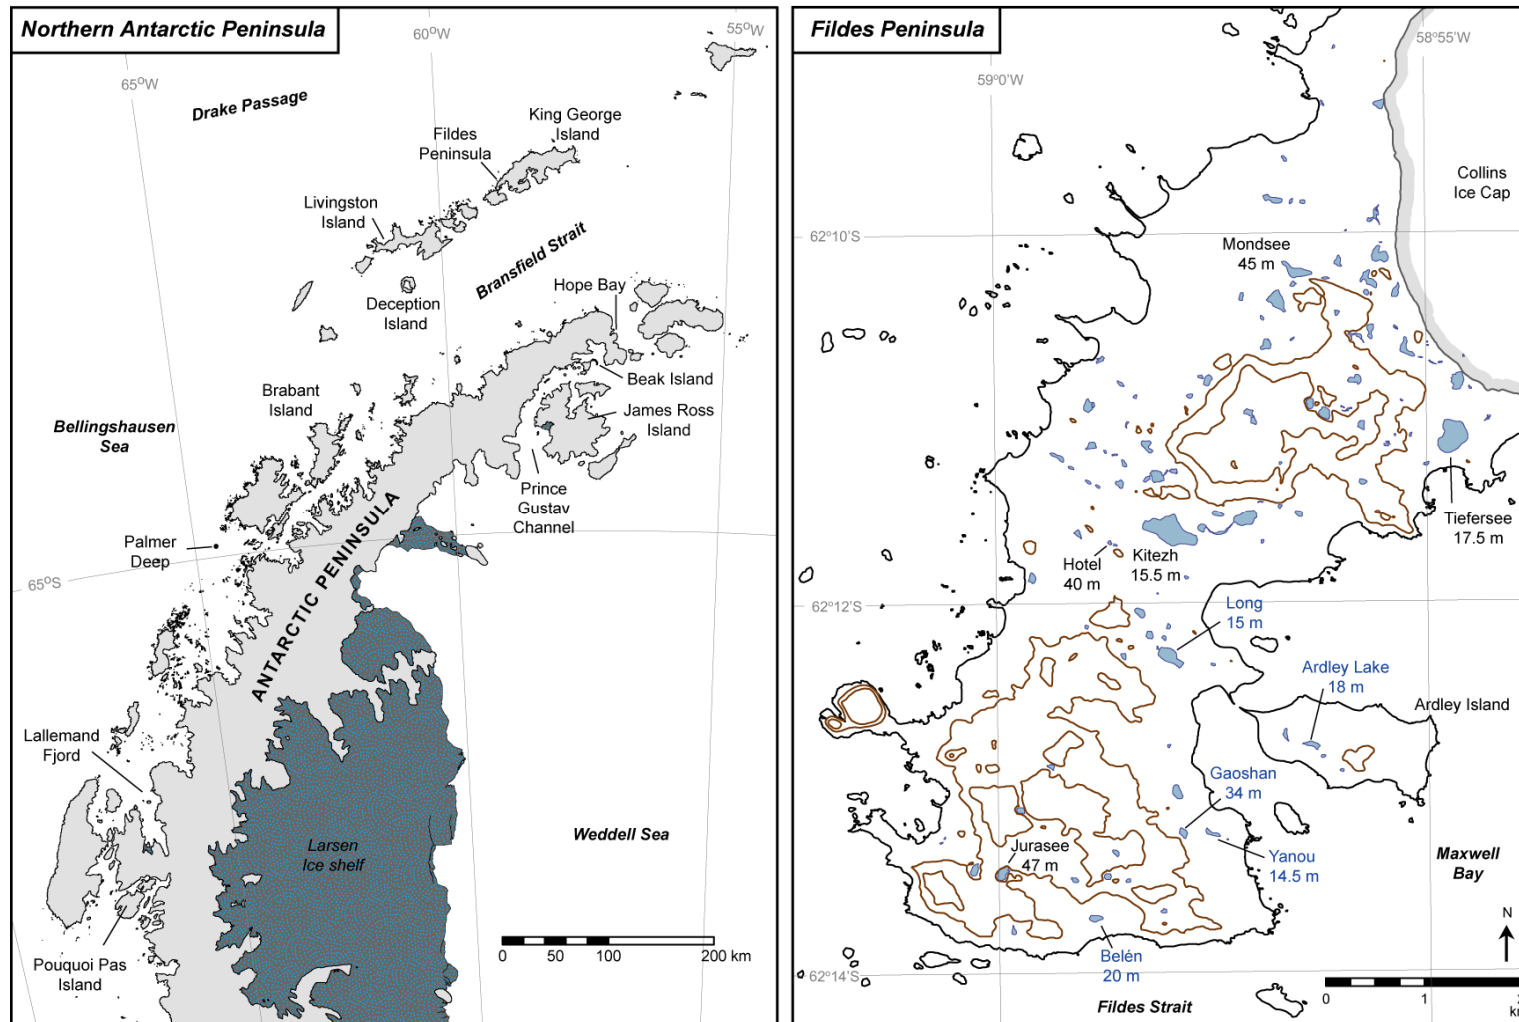 Northern Antarctic Peninsula
60°W
55°W
65°W
Drake Passage
King George
Island
Fildes
Peninsula
Livingston
Island
Bransfield Strait
Hope Bay
Deception
Island
Beak Island
Brabant
Island
James Ross
Island
Bellingshausen
Sea
Prince
Gustav
Channel
ANTARCTIC PENINSULA
Palmer
Deep
65°S
Lallemand
Fjord
Larsen
Ice shelf
Weddell Sea
Pouquoi Pas
Island
0 50 100 200 km
Fildes Peninsula
58°55'W
59°0'W
Collins
Ice Cap
62°10'S
Mondsee
45 m
Tiefersee
17.5 m
Hotel
40 m
Kitezh
15.5 m
62°12'S
Long
15 m
Ardley Lake
18 m
Ardley Island
Gaoshan
34 m
Jurasee
47 m
Yanou
14.5 m
Maxwell
Bay
N
Belén
20 m
62°14'S
0 1
Fildes Strait